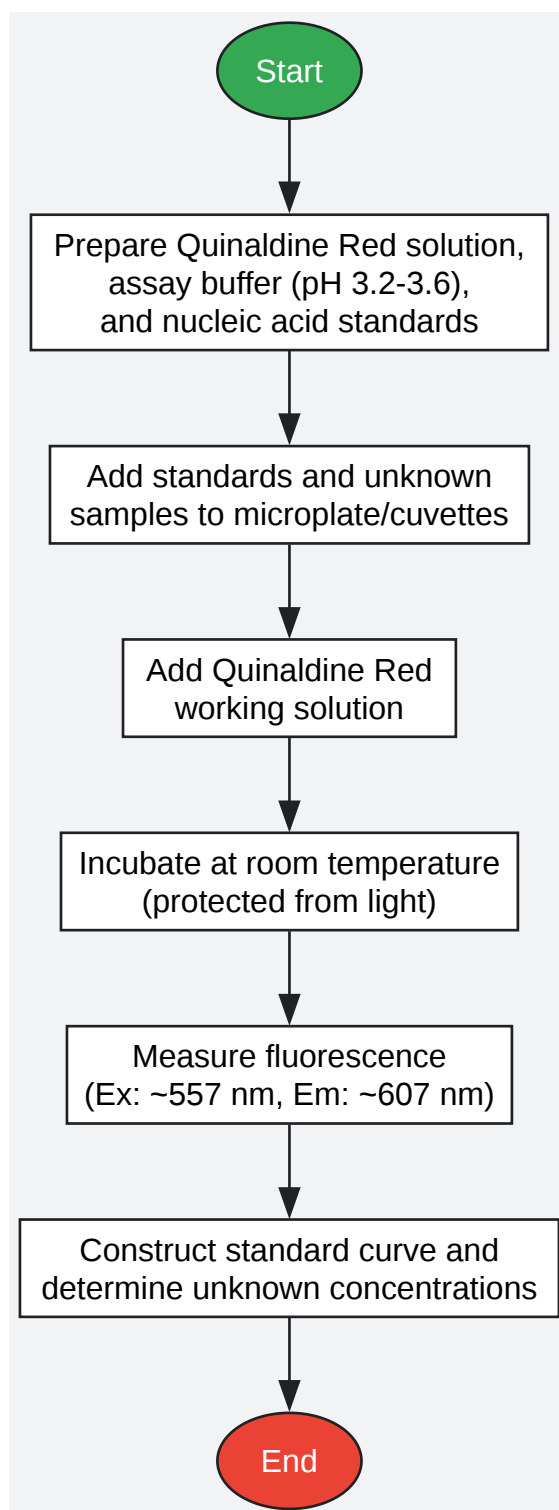 Start
Prepare Quinaldine Red solution,
assay buffer (pH 3.2-3.6),
and nucleic acid standards
Add standards and unknown
samples to microplate/cuvettes
Add Quinaldine Red
working solution
Incubate at room temperature
(protected from light)
Measure fluorescence
(Ex: ~557 nm, Em: ~607 nm)
Construct standard curve and
determine unknown concentrations
End